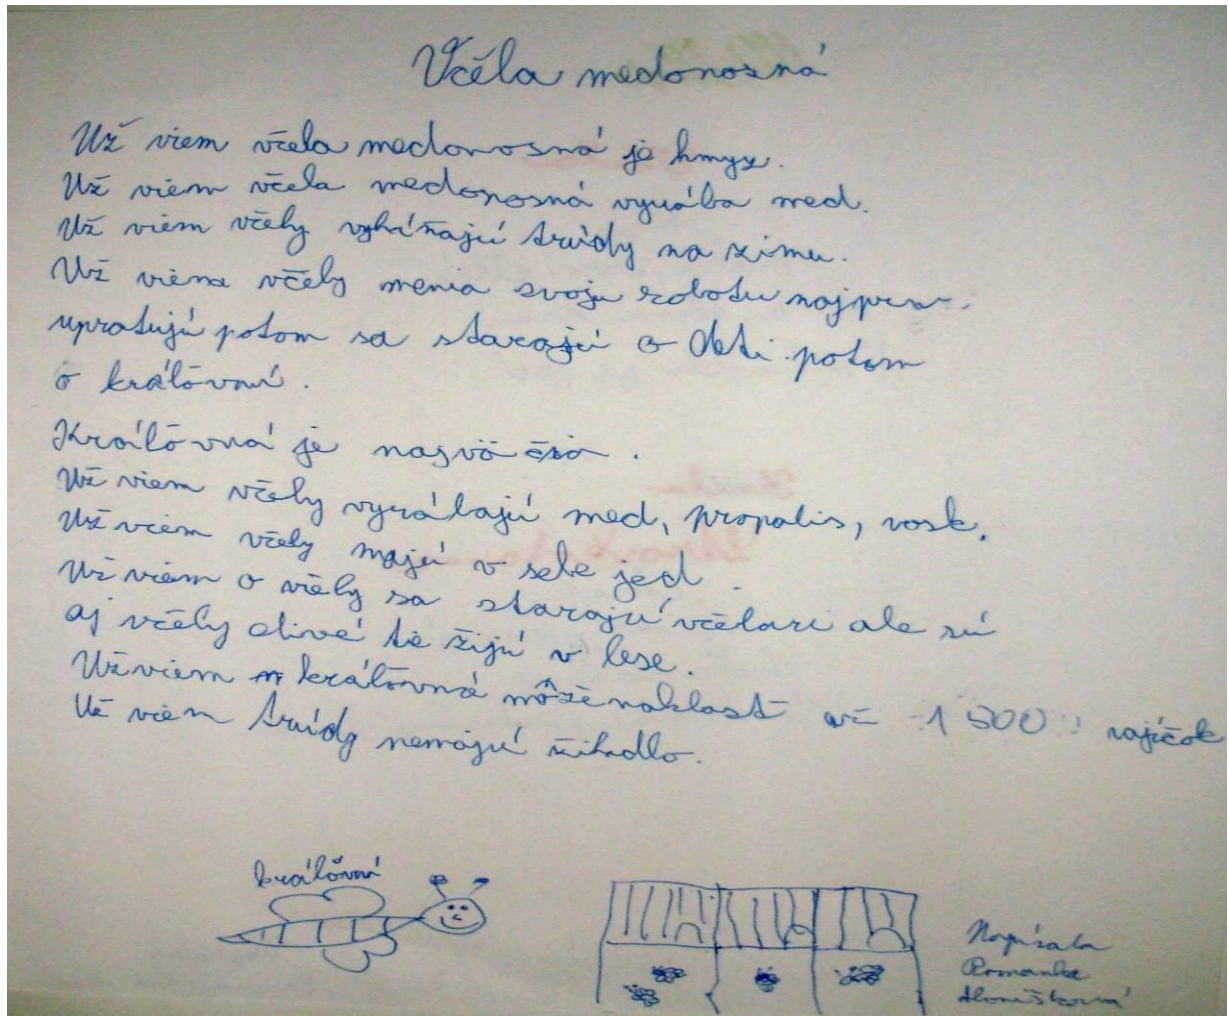 Včela medonosná
Už viem včela medonosná je hmyz.
Už viem včela medonosná vyrába med.
Už viem včely vyháňajú trúdy na zimu.
Už viem včely menia svoju robotu najprv.
upratujú potom sa starajú o deti potom
o kráľovnú.
Kráľovná je najväčšia.
Už viem včely vyrábajú med, propolis, vosk.
Už viem včely majú v sebe jed.
Už viem o včely sa starajú včelari ale sú
aj včely divé tie žijú v lese.
Už viem kráľovná môže naklásť až 1 500 vajíčok
Už viem trúdy nemajú žihadlo.
kráľovná
Napísala
Romanka